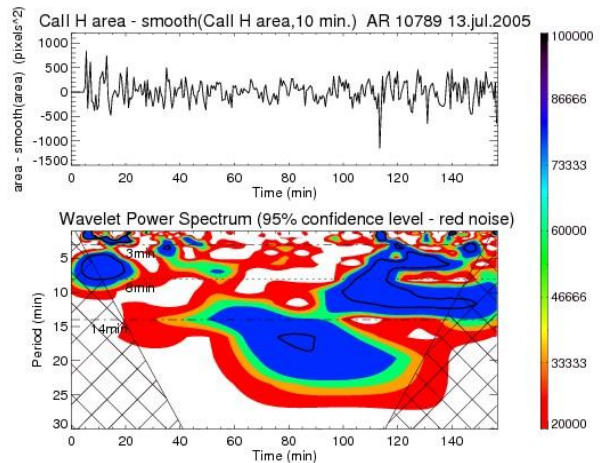 CaII H area - smooth(CaII H area,10 min.) AR 10789 13.jul.2005
area - smooth(area) (pixels^2)
1000
500
0
-500
-1000
-1500
0 20 40 60 80 100 120 140
Time (min)
Wavelet Power Spectrum (95% confidence level - red noise)
Period (min)
5
10
15
20
25
30
3min
8min
14min
0 20 40 60 80 100 120 140
Time (min)
100000
86666
73333
60000
46666
33333
20000